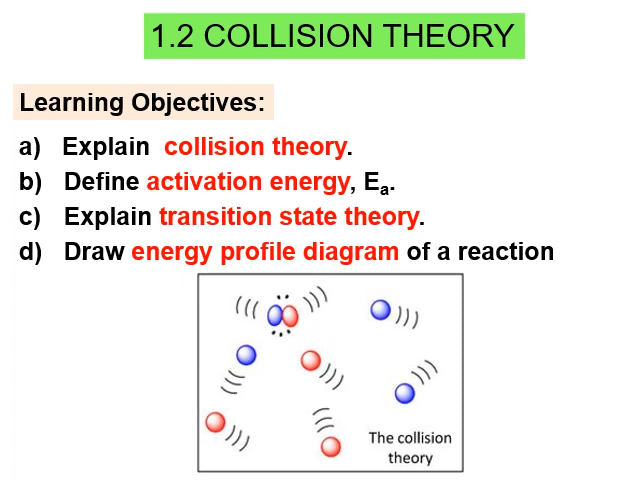 1.2 COLLISION THEORY
Learning Objectives:
a) Explain collision theory.
b) Define activation energy, Ea.
c) Explain transition state theory.
d) Draw energy profile diagram of a reaction
The collision
theory